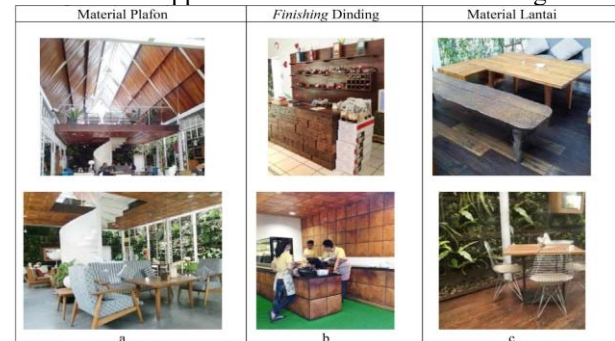 Material Plafon
Finishing Dinding
Material Lantai
a
b
c